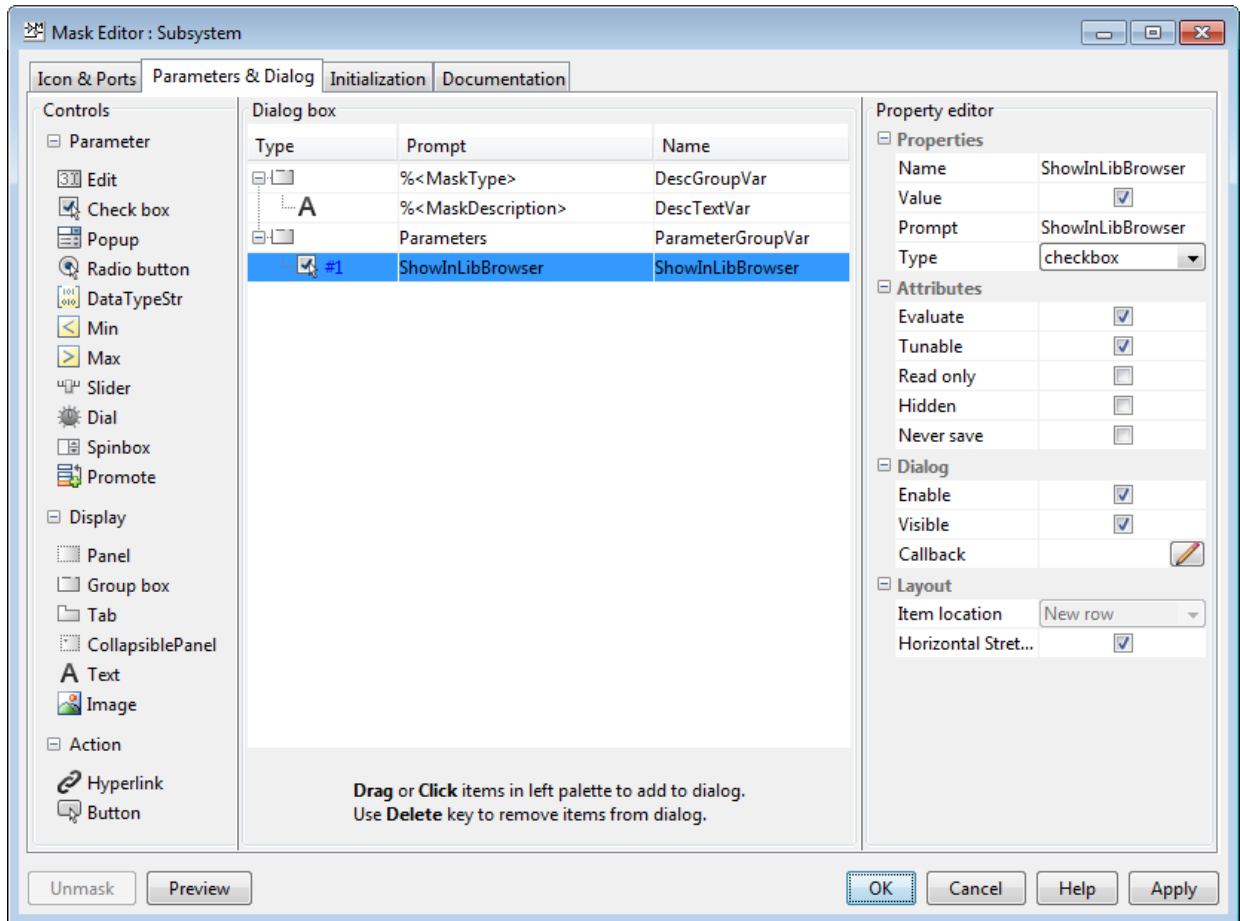 Mask Editor : Subsystem
Icon & Ports Parameters & Dialog Initialization Documentation
Controls
Parameter
Edit
Check box
Popup
Radio button
DataTypeStr
Min
Max
Slider
Dial
Spinbox
Promote
Display
Panel
Group box
Tab
CollapsiblePanel
A Text
Image
Action
Hyperlink
Button
Dialog box
Type Prompt Name
%<MaskType> DescGroupVar
A %<MaskDescription> DescTextVar
Parameters ParameterGroupVar
#1 ShowInLibBrowser ShowInLibBrowser
Drag or Click items in left palette to add to dialog.
Use Delete key to remove items from dialog.
Property editor
Properties
Name ShowInLibBrowser
Value
Prompt ShowInLibBrowser
Type checkbox
Attributes
Evaluate
Tunable
Read only
Hidden
Never save
Dialog
Enable
Visible
Callback
Layout
Item location New row
Horizontal Stret...
Unmask Preview OK Cancel Help Apply